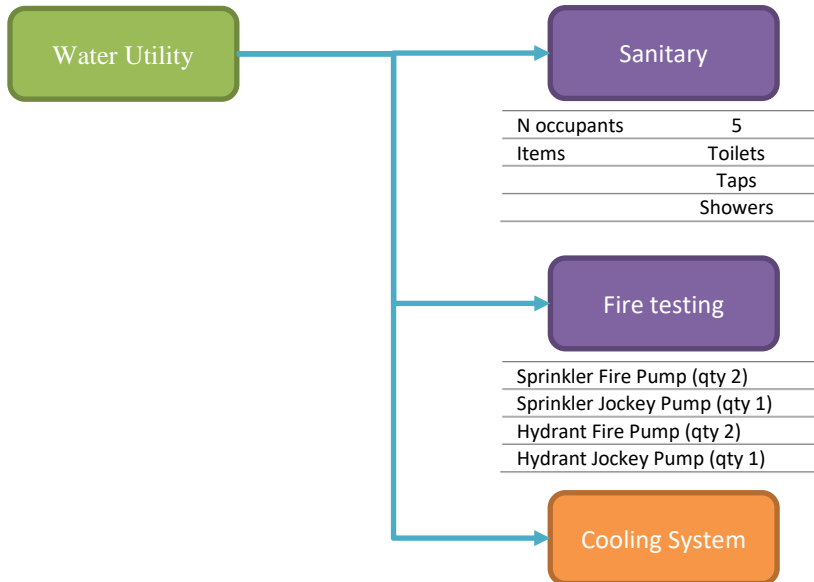 Water Utility
Sanitary
N occupants 5
Items Toilets
Taps
Showers
Fire testing
Sprinkler Fire Pump (qty 2)
Sprinkler Jockey Pump (qty 1)
Hydrant Fire Pump (qty 2)
Hydrant Jockey Pump (qty 1)
Cooling System